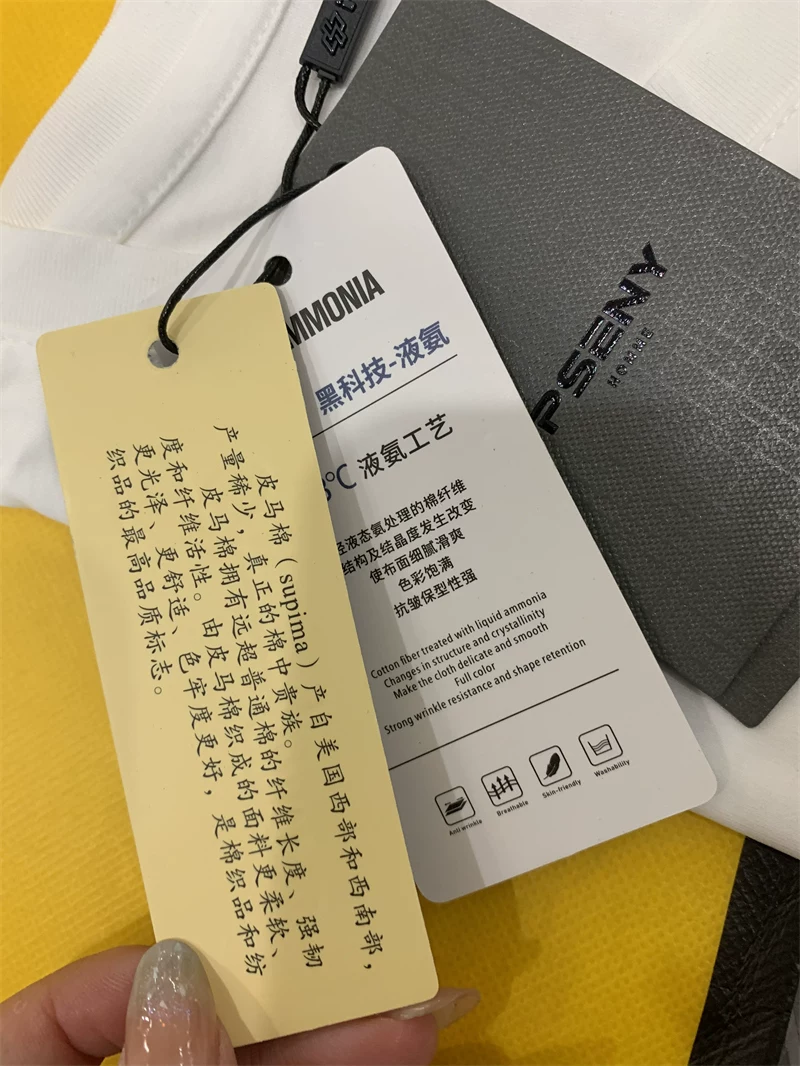 皮马棉（supima）产自美国西部和西南部，
产量稀少，真正的棉中贵族。
皮马棉拥有远超普通棉的纤维长度、强韧
度和纤维活性。由皮马棉织成的面料更柔软、
更光泽、更舒适、色牢度更好，是棉织品和纺
织品的最高品质标志。
MMONIA
黑科技-液氨
℃ 液氨工艺
经液态氨处理的棉纤维
结构及结晶度发生改变
使布面细腻滑爽
色彩饱满
抗皱保型性强
Cotton fiber treated with liquid ammonia
Changes in structure and crystallinity
Make the cloth delicate and smooth
Full color
Strong wrinkle resistance and shape retention
Anti wrinkle
Breathable
Skin-friendly
Washability
PSENY
HOMME